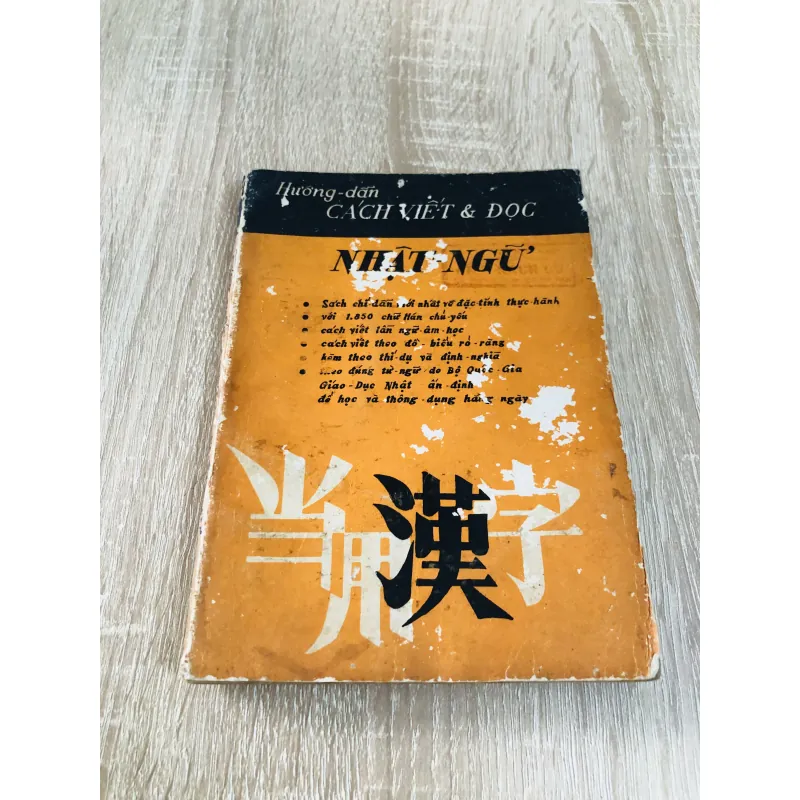 Hướng-dẫn
CÁCH VIẾT & ĐỌC
NHẬT-NGỮ
• Sách chỉ-dẫn mới nhất về đặc-tính thực-hành
• với 1.850 chữ Hán chủ-yếu
• cách viết lẫn ngữ-âm-học
• cách viết theo đồ-biểu rỏ-ràng
• kèm theo thí-dụ và định-nghĩa
• theo đúng từ-ngữ do Bộ Quốc-Gia
Giáo-Dục Nhật ấn-định
để học và thông-dụng hằng ngày
当用漢字